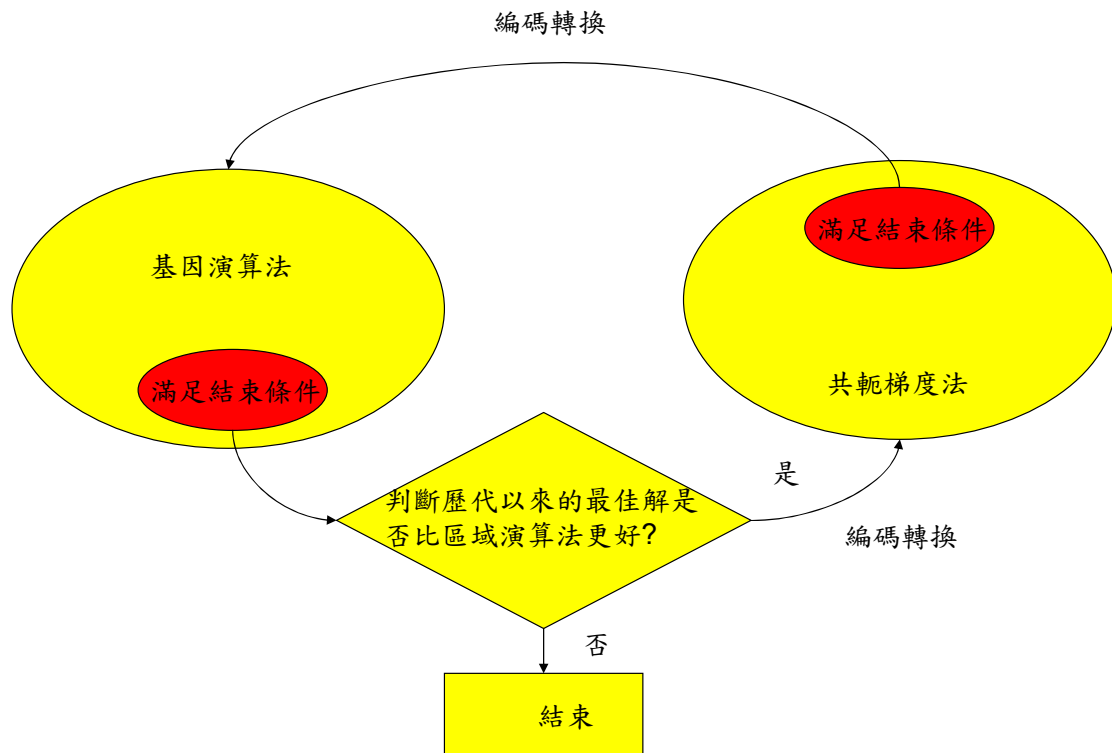 編碼轉換
滿足結束條件
基因演算法
滿足結束條件
共軛梯度法
是
判斷歷代以來的最佳解是
否比區域演算法更好?
編碼轉換
否
結束